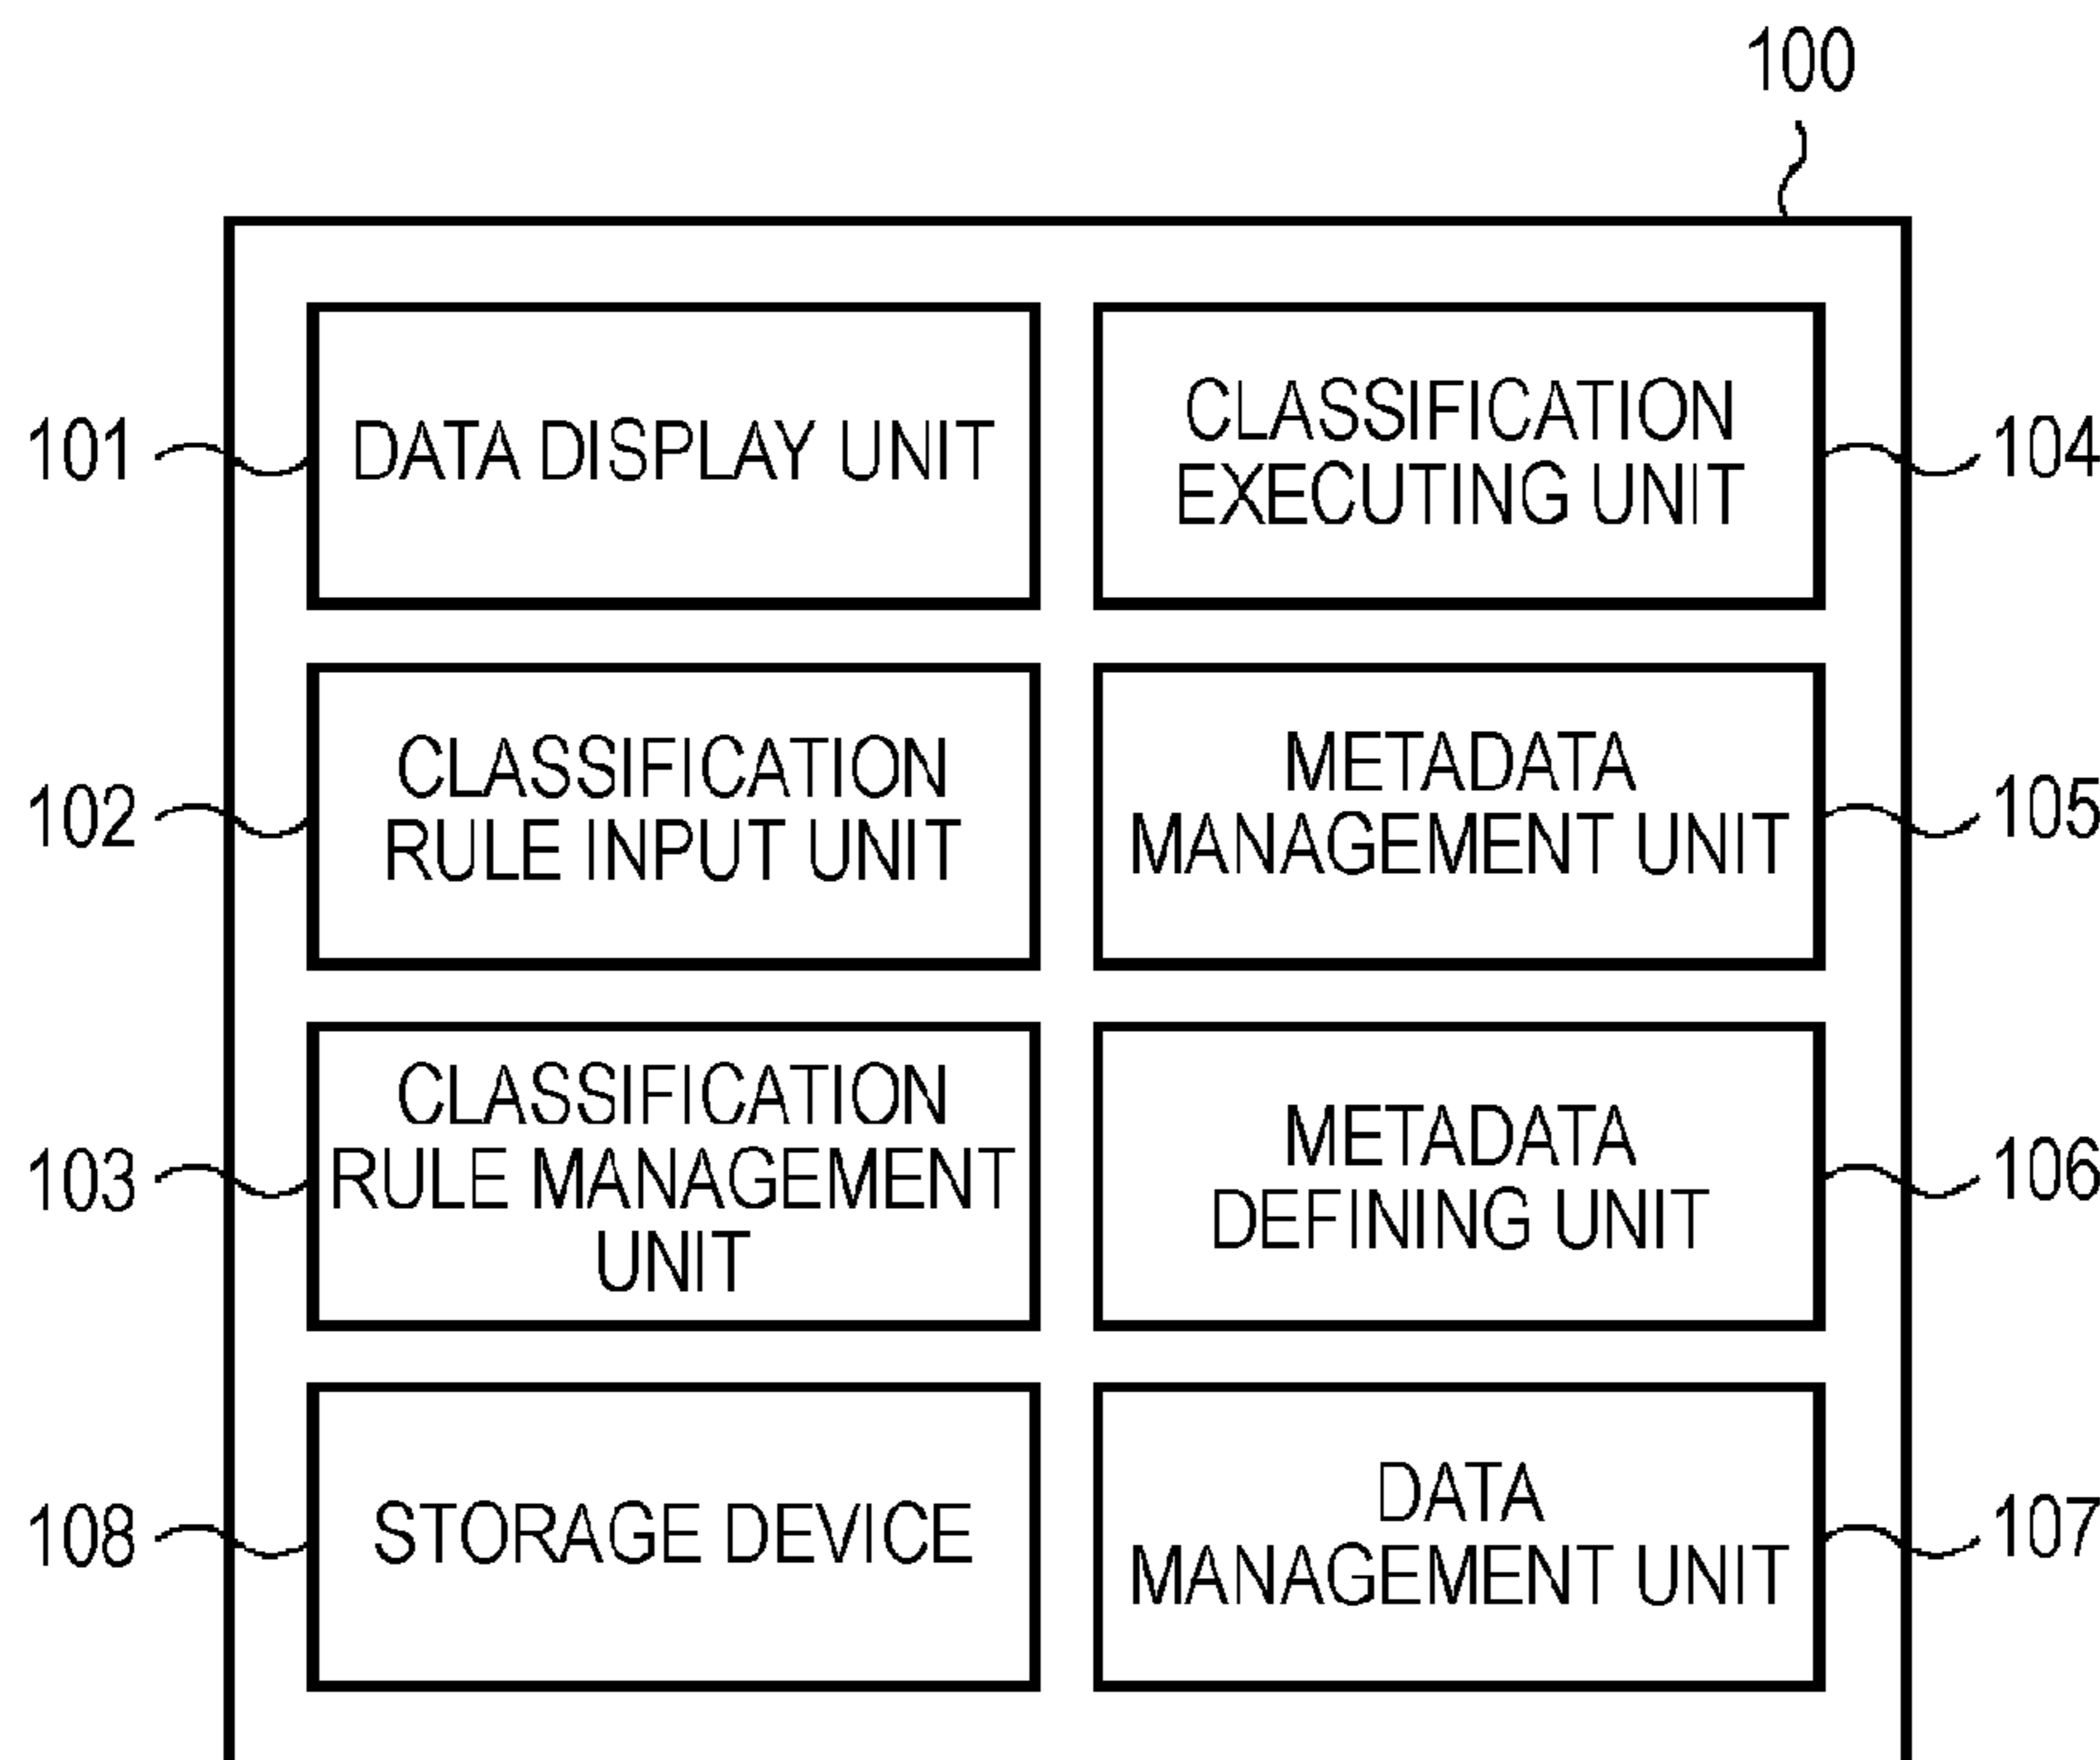 100
101
DATA DISPLAY UNIT
CLASSIFICATION
EXECUTING UNIT
104
102
CLASSIFICATION
RULE INPUT UNIT
METADATA
MANAGEMENT UNIT
105
103
CLASSIFICATION
RULE MANAGEMENT
UNIT
METADATA
DEFINING UNIT
106
108
STORAGE DEVICE
DATA
MANAGEMENT UNIT
107